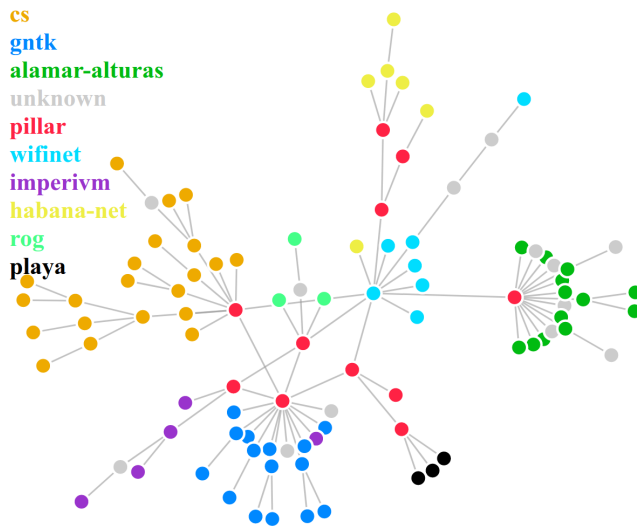 cs
gntk
alamar-alturas
unknown
pillar
wifinet
imperivm
habana-net
rog
playa